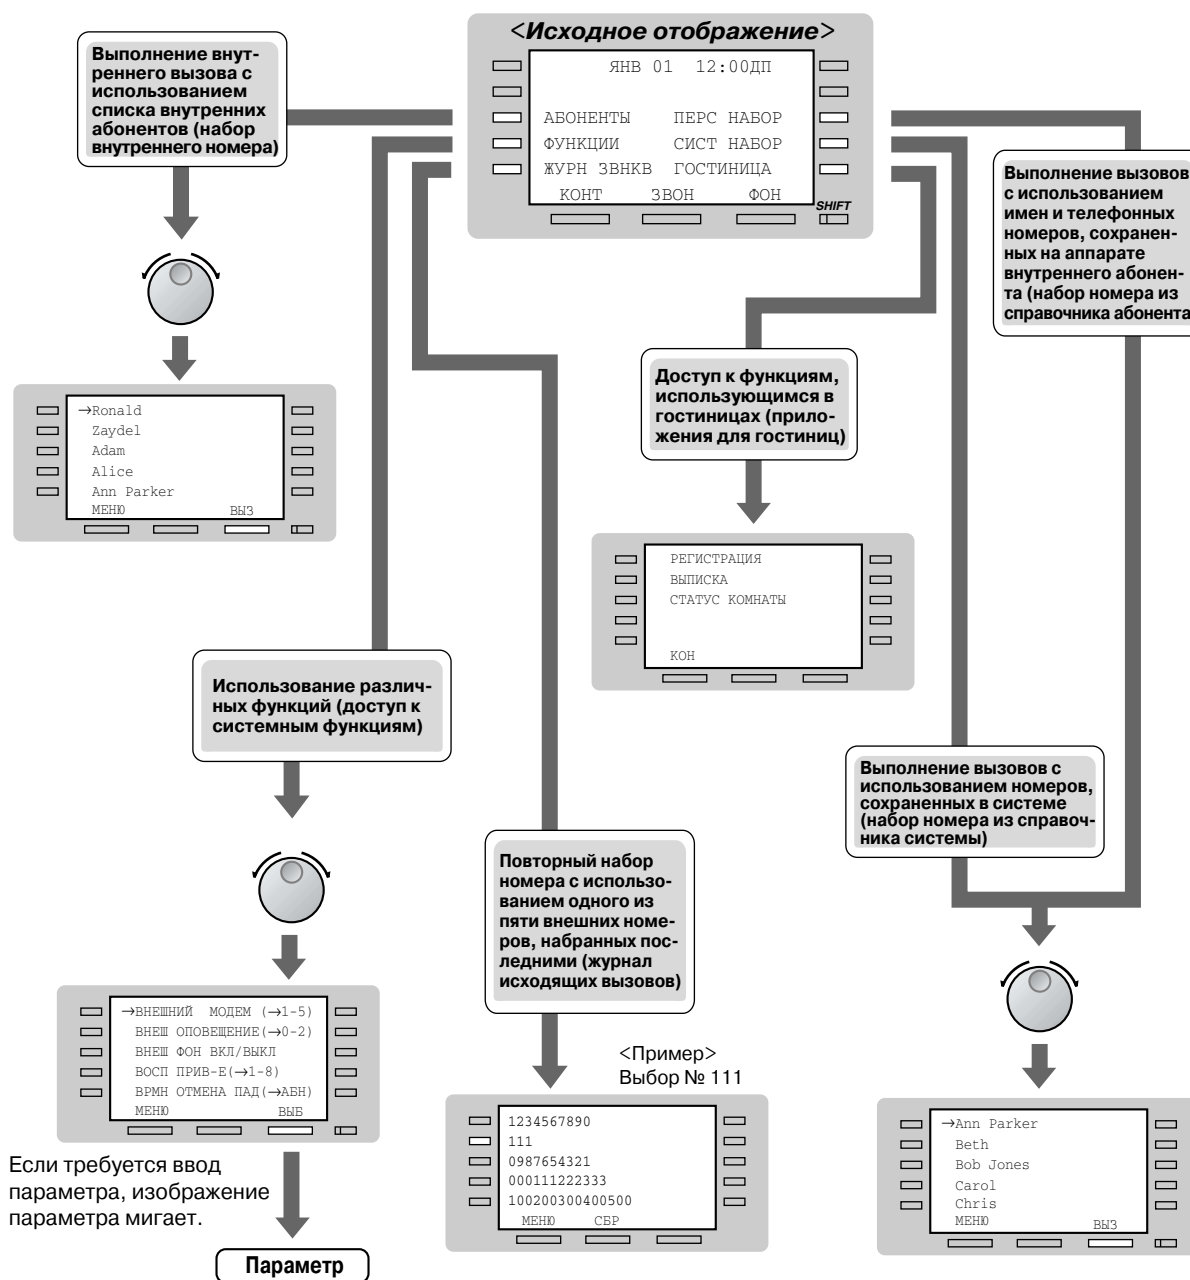 <Исходное отображение>
ЯНВ 01 12:00ДП
АБОНЕНТЫ ПЕРС НАБОР
ФУНКЦИИ СИСТ НАБОР
ЖУРН ЗВНКВ ГОСТИНИЦА
КОНТ ЗВОН ФОН
SHIFT
Выполнение внут-
реннего вызова с
использованием
списка внутренних
абонентов (набор
внутреннего номера)
Выполнение вызовов
с использованием
имен и телефонных
номеров, сохранен-
ных на аппарате
внутреннего абонен-
та (набор номера из
справочника абонента
→Ronald
Zaydel
Adam
Alice
Ann Parker
МЕНЮ ВЫЗ
Доступ к функциям,
использующимся в
гостиницах (прило-
жения для гостиниц)
РЕГИСТРАЦИЯ
ВЫПИСКА
СТАТУС КОМНАТЫ
КОН
Использование различ-
ных функций (доступ к
системным функциям)
Выполнение вызовов с
использованием номеров,
сохраненных в системе
(набор номера из справоч-
ника системы)
Повторный набор
номера с использо-
ванием одного из
пяти внешних номе-
ров, набранных пос-
ледними (журнал
исходящих вызовов)
→ВНЕШНИЙ МОДЕМ (→1-5)
ВНЕШ ОПОВЕЩЕНИЕ(→0-2)
ВНЕШ ФОН ВКЛ/ВЫКЛ
ВОСП ПРИВ-Е(→1-8)
ВРМН ОТМЕНА ПАД(→АБН)
МЕНЮ ВЫБ
<Пример>
Выбор № 111
1234567890
111
0987654321
000111222333
100200300400500
МЕНЮ СБР
→Ann Parker
Beth
Bob Jones
Carol
Chris
МЕНЮ ВЫЗ
Если требуется ввод
параметра, изображение
параметра мигает.
Параметр